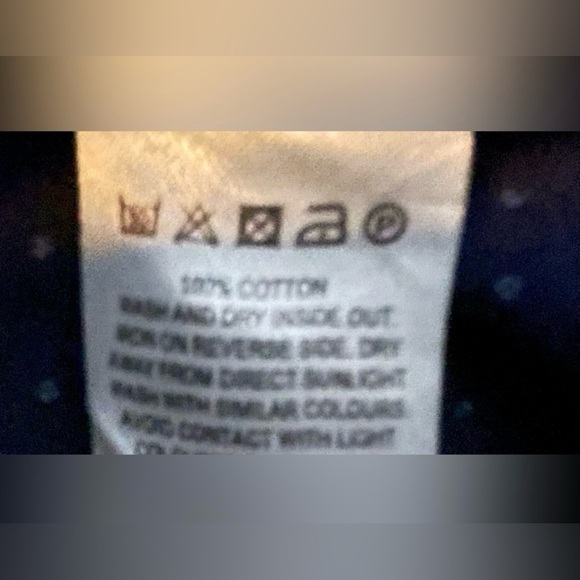 100% COTTON
WASH AND DRY INSIDE OUT.
IRON ON REVERSE SIDE. DRY
AWAY FROM DIRECT SUNLIGHT
WASH WITH SIMILAR COLOURS.
AVOID CONTACT WITH LIGHT